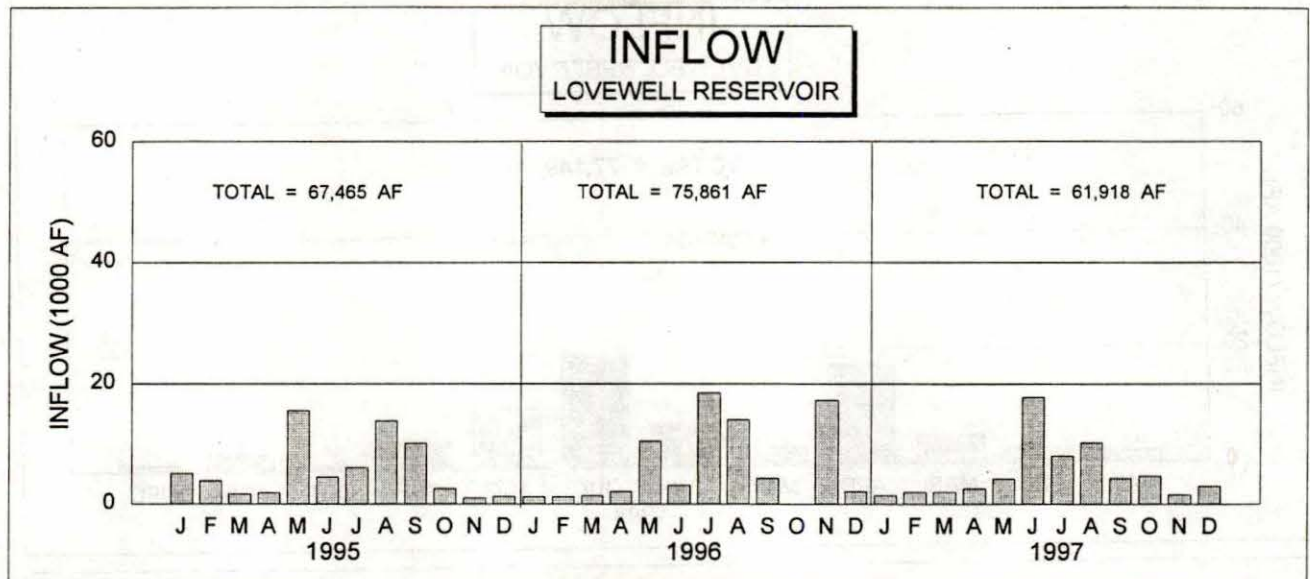 INFLOW
LOVEWELL RESERVOIR
INFLOW (1000 AF)
60
40
20
0
TOTAL = 67,465 AF
TOTAL = 75,861 AF
TOTAL = 61,918 AF
J F M A M J J A S O N D J F M A M J J A S O N D J F M A M J J A S O N D
1995 1996 1997